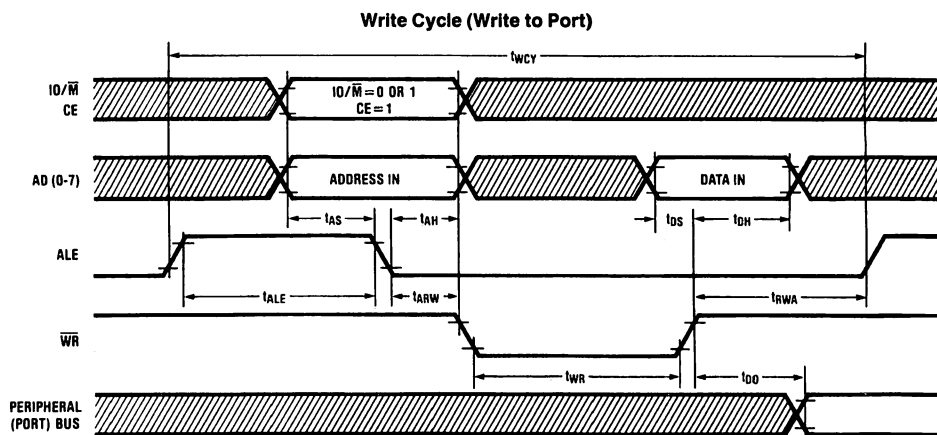 Write Cycle (Write to Port)
tWCY
IO/M̅
CE
IO/M̅ = 0 OR 1
CE = 1
AD (0-7)
ADDRESS IN
DATA IN
tAS
tAH
tDS
tDH
ALE
tALE
tARW
tRWA
W̅R̅
tWR
tDO
PERIPHERAL
(PORT) BUS